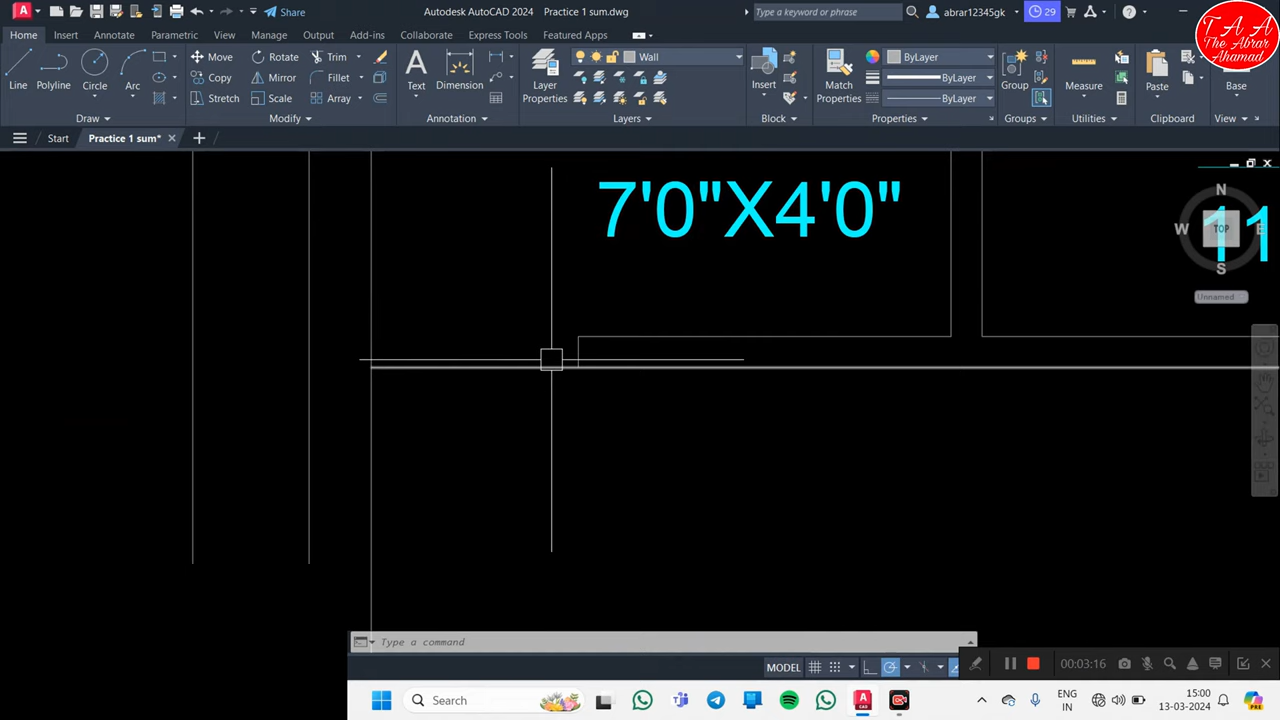 Share
Autodesk AutoCAD 2024 Practice 1 sum.dwg
Type a keyword or phrase
abrar12345gk
29
T A A
The Abrar
Ahamad
Home
Insert
Annotate
Parametric
View
Manage
Output
Add-ins
Collaborate
Express Tools
Featured Apps
Line
Polyline
Circle
Arc
Move
Rotate
Trim
Copy
Mirror
Fillet
Stretch
Scale
Array
Text
Dimension
Layer
Properties
Wall
Insert
Match
Properties
ByLayer
ByLayer
ByLayer
Group
Measure
Paste
Base
Draw
Modify
Annotation
Layers
Block
Properties
Groups
Utilities
Clipboard
View
Start
Practice 1 sum*
7'0"X4'0"
11
N
W
TOP
E
S
Unnamed
Type a command
MODEL
00:03:16
Search
ENG
IN
15:00
13-03-2024